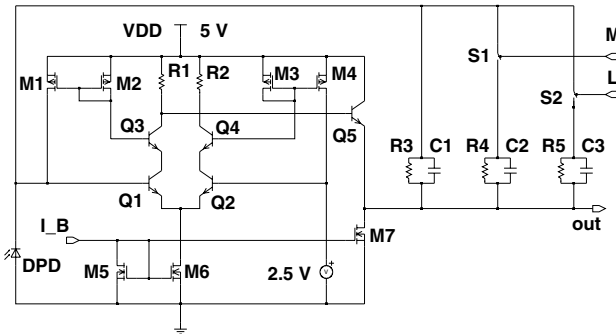 VDD 5 V
M
S1
M1 M2 R1 R2 M3 M4
L
S2
Q3 Q4 Q5
R3 C1 R4 C2 R5 C3
Q1 Q2
I_B
out
M7
DPD M5 M6 2.5 V
V
+